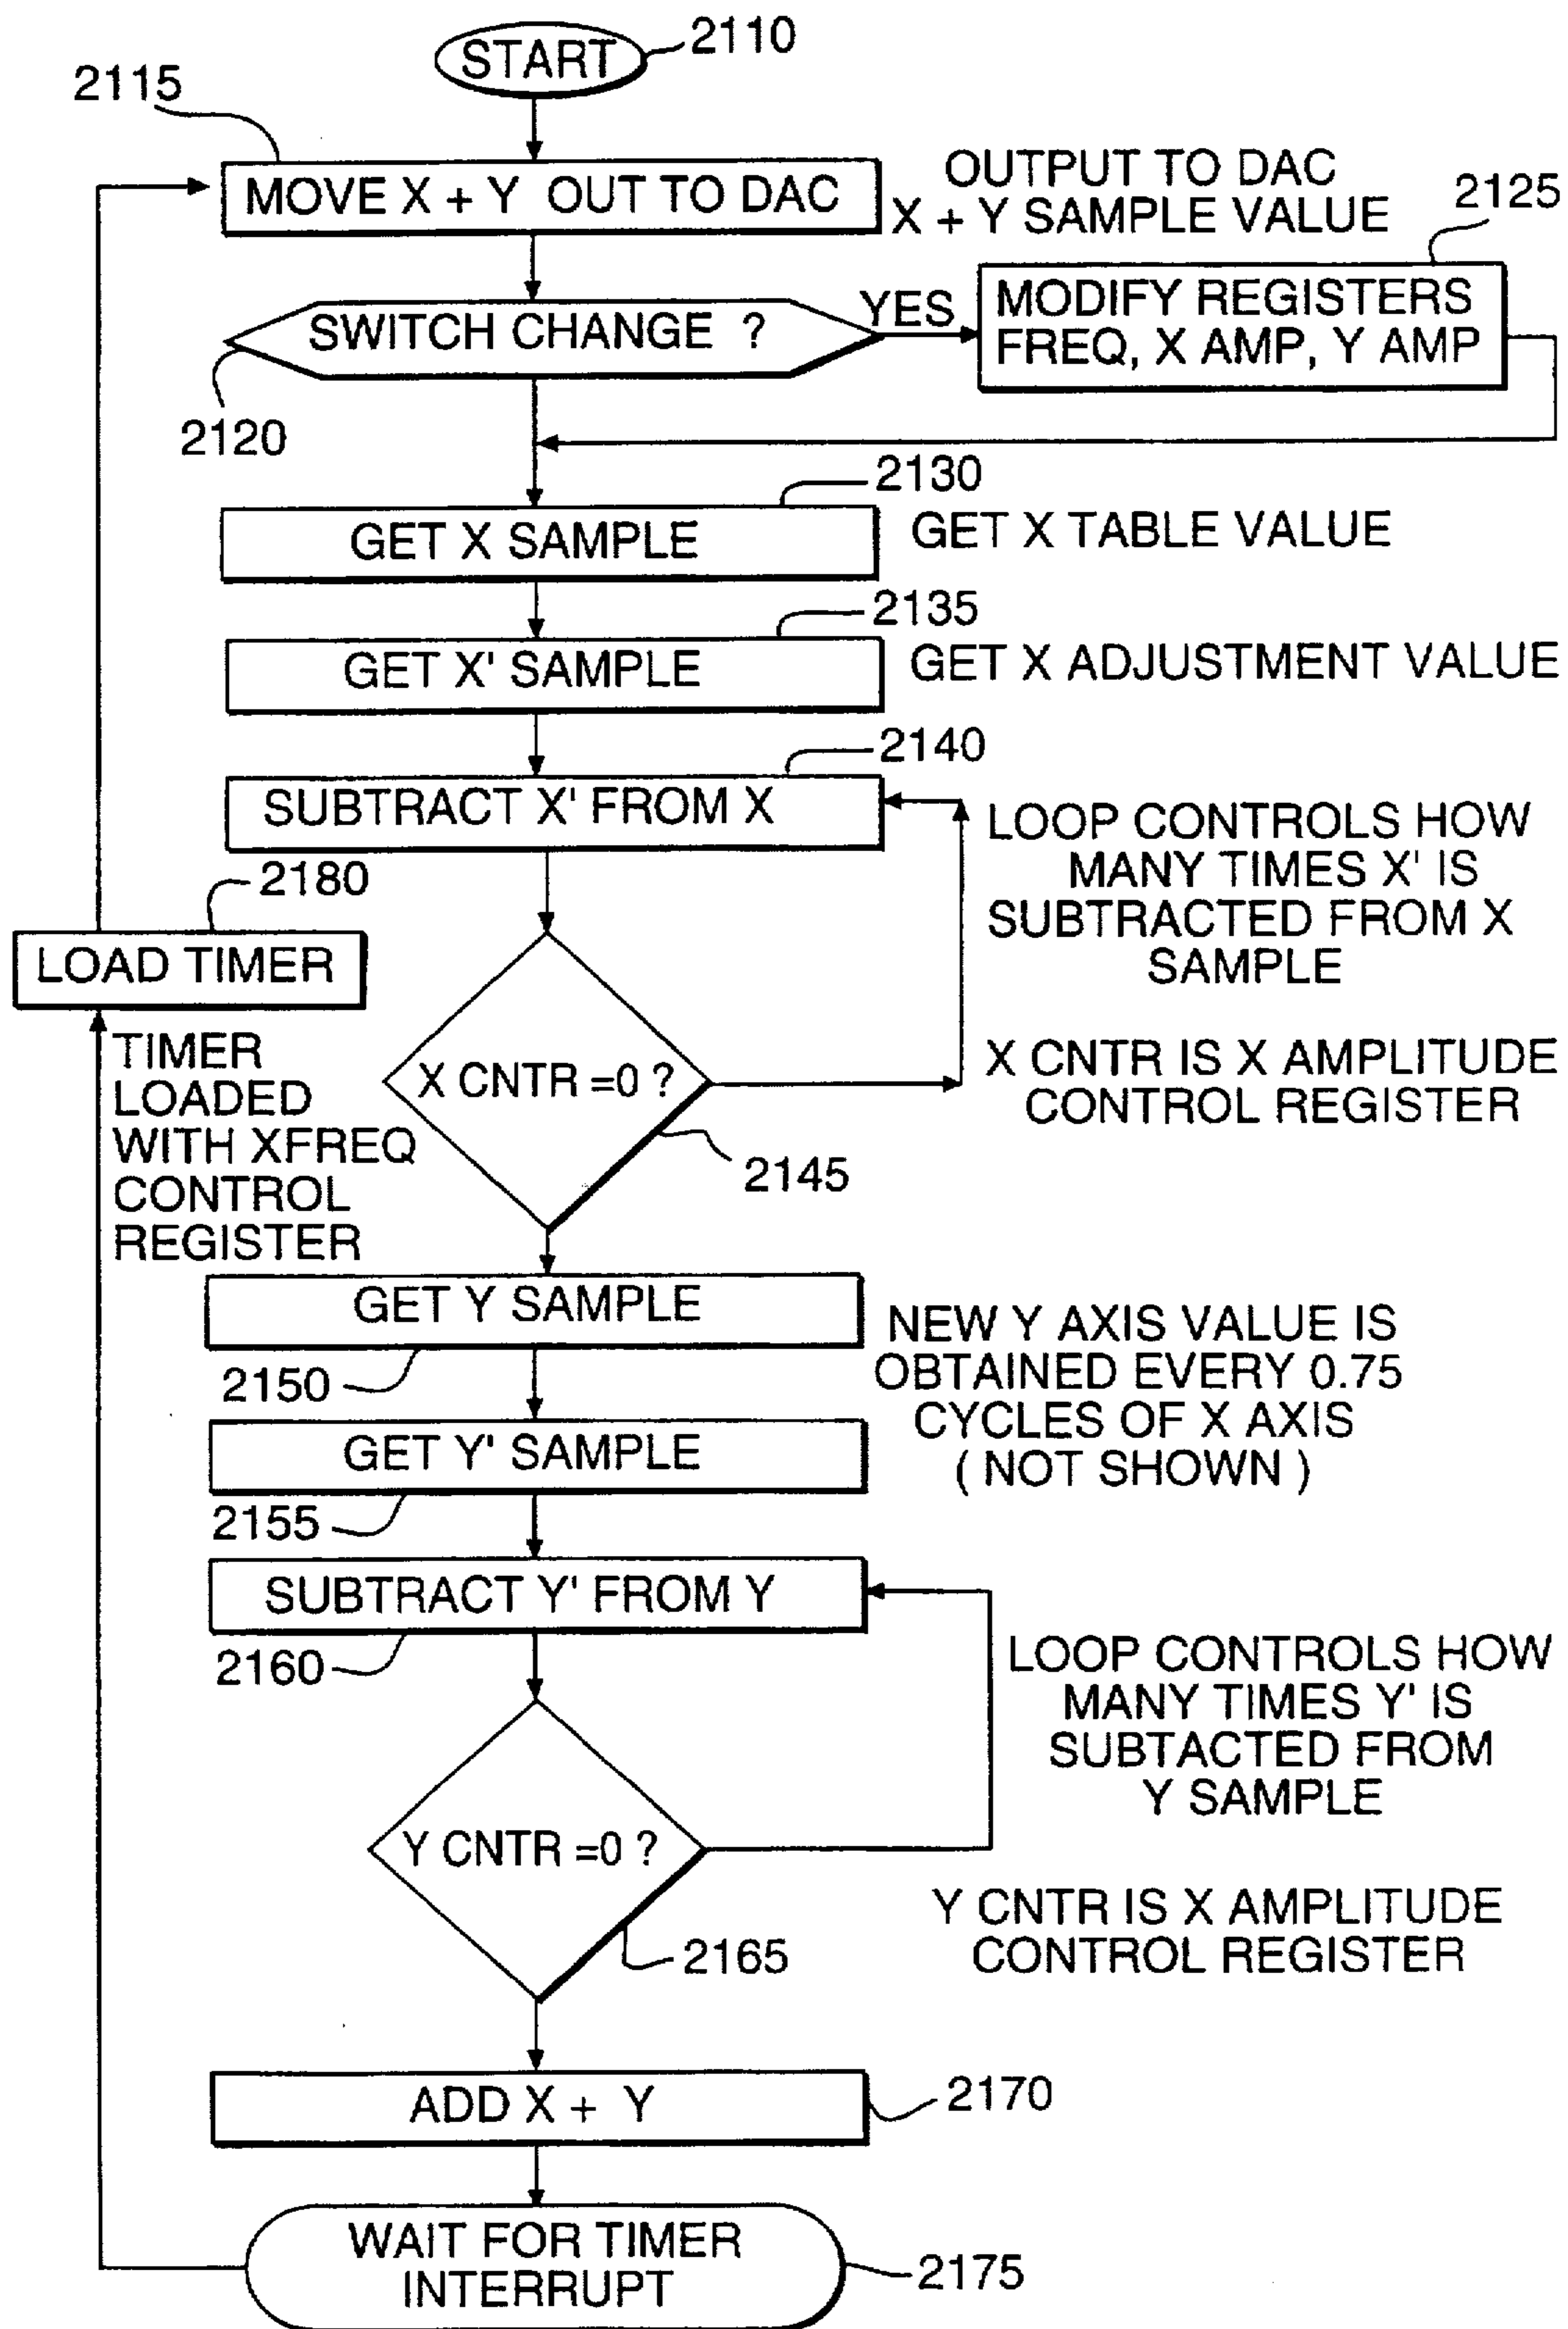 START
2110
2115
MOVE X + Y OUT TO DAC
OUTPUT TO DAC
X + Y SAMPLE VALUE
2125
SWITCH CHANGE ?
YES
MODIFY REGISTERS
FREQ, X AMP, Y AMP
2120
2130
GET X SAMPLE
GET X TABLE VALUE
2135
GET X' SAMPLE
GET X ADJUSTMENT VALUE
2140
SUBTRACT X' FROM X
LOOP CONTROLS HOW
MANY TIMES X' IS
SUBTRACTED FROM X
SAMPLE
2180
LOAD TIMER
TIMER
LOADED
WITH XFREQ
CONTROL
REGISTER
X CNTR =0 ?
X CNTR IS X AMPLITUDE
CONTROL REGISTER
2145
GET Y SAMPLE
2150
NEW Y AXIS VALUE IS
OBTAINED EVERY 0.75
CYCLES OF X AXIS
( NOT SHOWN )
GET Y' SAMPLE
2155
SUBTRACT Y' FROM Y
2160
LOOP CONTROLS HOW
MANY TIMES Y' IS
SUBTACTED FROM
Y SAMPLE
Y CNTR =0 ?
Y CNTR IS X AMPLITUDE
CONTROL REGISTER
2165
ADD X + Y
2170
WAIT FOR TIMER
INTERRUPT
2175